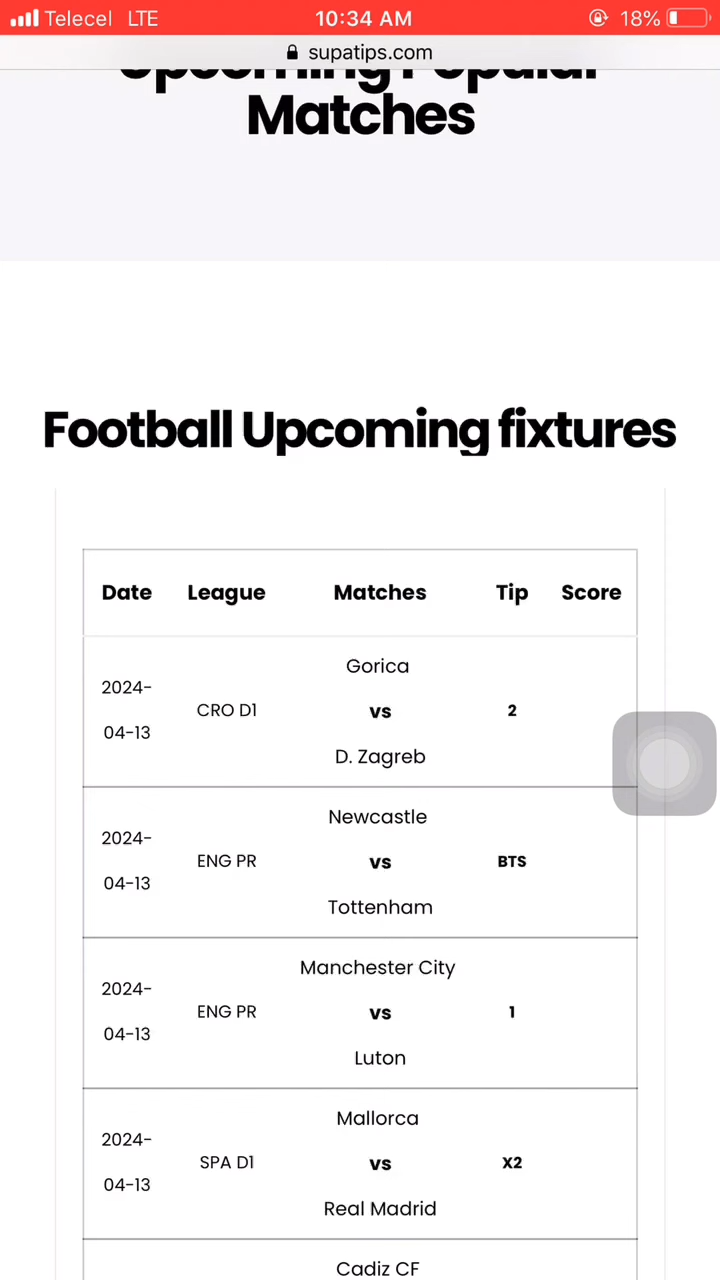 Telecel LTE 10:34 AM 18%
supatips.com
Upcoming Popular
Matches
Football Upcoming fixtures
Date League Matches Tip Score
2024-
04-13
CRO D1
Gorica
vs
D. Zagreb
2
2024-
04-13
ENG PR
Newcastle
vs
Tottenham
BTS
2024-
04-13
ENG PR
Manchester City
vs
Luton
1
2024-
04-13
SPA D1
Mallorca
vs
Real Madrid
X2
Cadiz CF